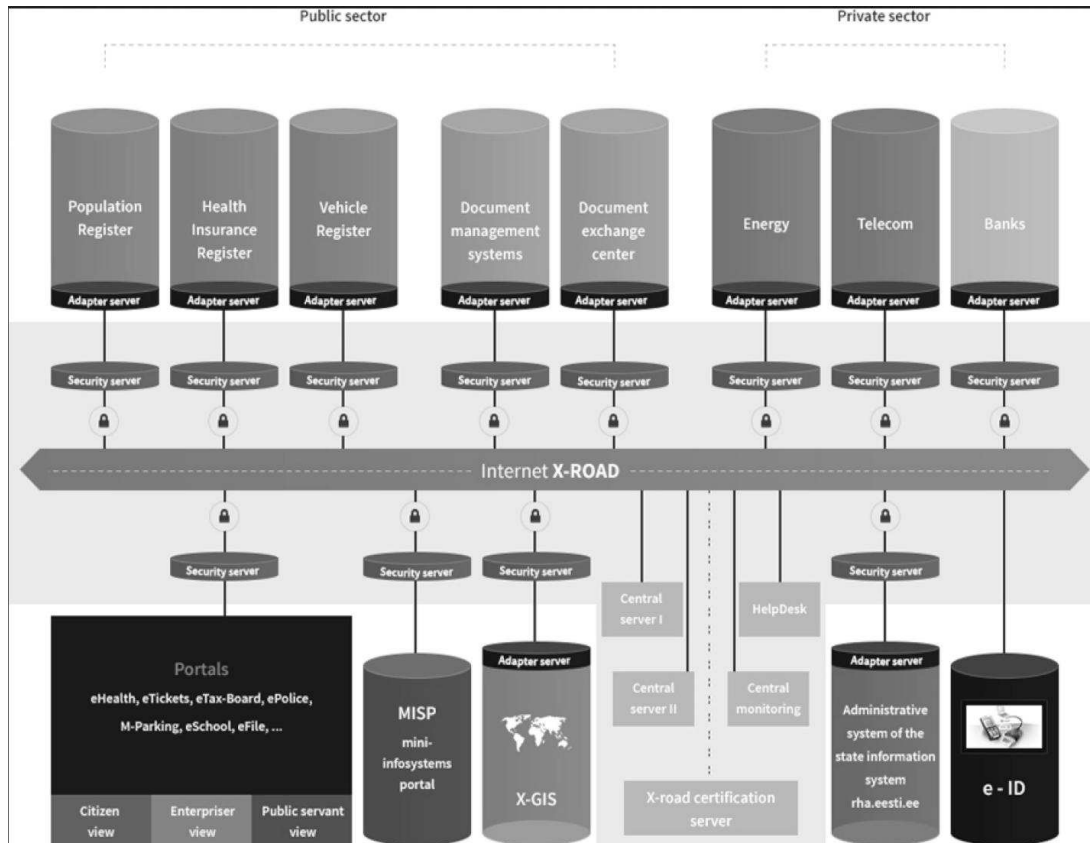 Public sector
Private sector
Population
Register
Health
Insurance
Register
Vehicle
Register
Document
management
systems
Document
exchange
center
Energy
Telecom
Banks
Adapter server
Adapter server
Adapter server
Adapter server
Adapter server
Adapter server
Adapter server
Adapter server
Security server
Security server
Security server
Security server
Security server
Security server
Security server
Security server
Internet X-ROAD
Security server
Security server
Security server
Security server
Central
server I
HelpDesk
Central
server II
Central
monitoring
X-road certification
server
Portals
eHealth, eTickets, eTax-Board, ePolice,
M-Parking, eSchool, eFile, ...
Citizen
view
Enterpriser
view
Public servant
view
MISP
mini-
infosystems
portal
Adapter server
X-GIS
Adapter server
Administrative
system of the
state information
system
rha.eesti.ee
e - ID